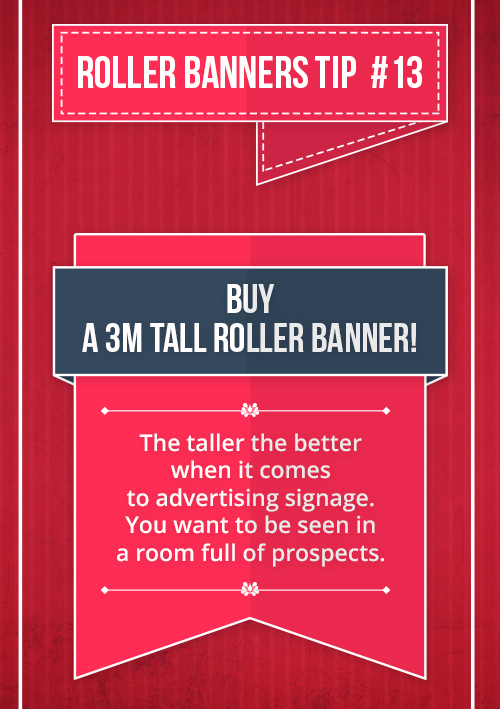 ROLLER BANNERS TIP #13
BUY
A 3M TALL ROLLER BANNER!
The taller the better
when it comes
to advertising signage.
You want to be seen in
a room full of prospects.